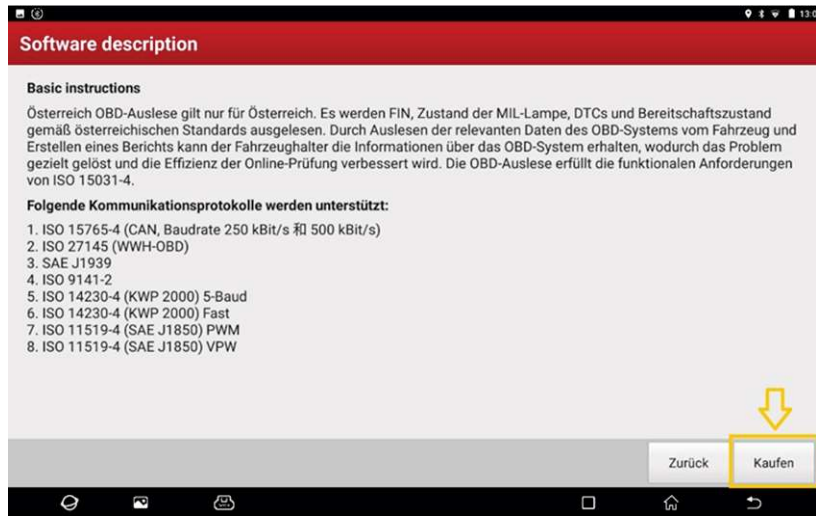 13:0
Software description
Basic instructions
Österreich OBD-Auslese gilt nur für Österreich. Es werden FIN, Zustand der MIL-Lampe, DTCs und Bereitschaftszustand
gemäß österreichischen Standards ausgelesen. Durch Auslesen der relevanten Daten des OBD-Systems vom Fahrzeug und
Erstellen eines Berichts kann der Fahrzeughalter die Informationen über das OBD-System erhalten, wodurch das Problem
gezielt gelöst und die Effizienz der Online-Prüfung verbessert wird. Die OBD-Auslese erfüllt die funktionalen Anforderungen
von ISO 15031-4.
Folgende Kommunikationsprotokolle werden unterstützt:
1. ISO 15765-4 (CAN, Baudrate 250 kBit/s 和 500 kBit/s)
2. ISO 27145 (WWH-OBD)
3. SAE J1939
4. ISO 9141-2
5. ISO 14230-4 (KWP 2000) 5-Baud
6. ISO 14230-4 (KWP 2000) Fast
7. ISO 11519-4 (SAE J1850) PWM
8. ISO 11519-4 (SAE J1850) VPW
Zurück Kaufen